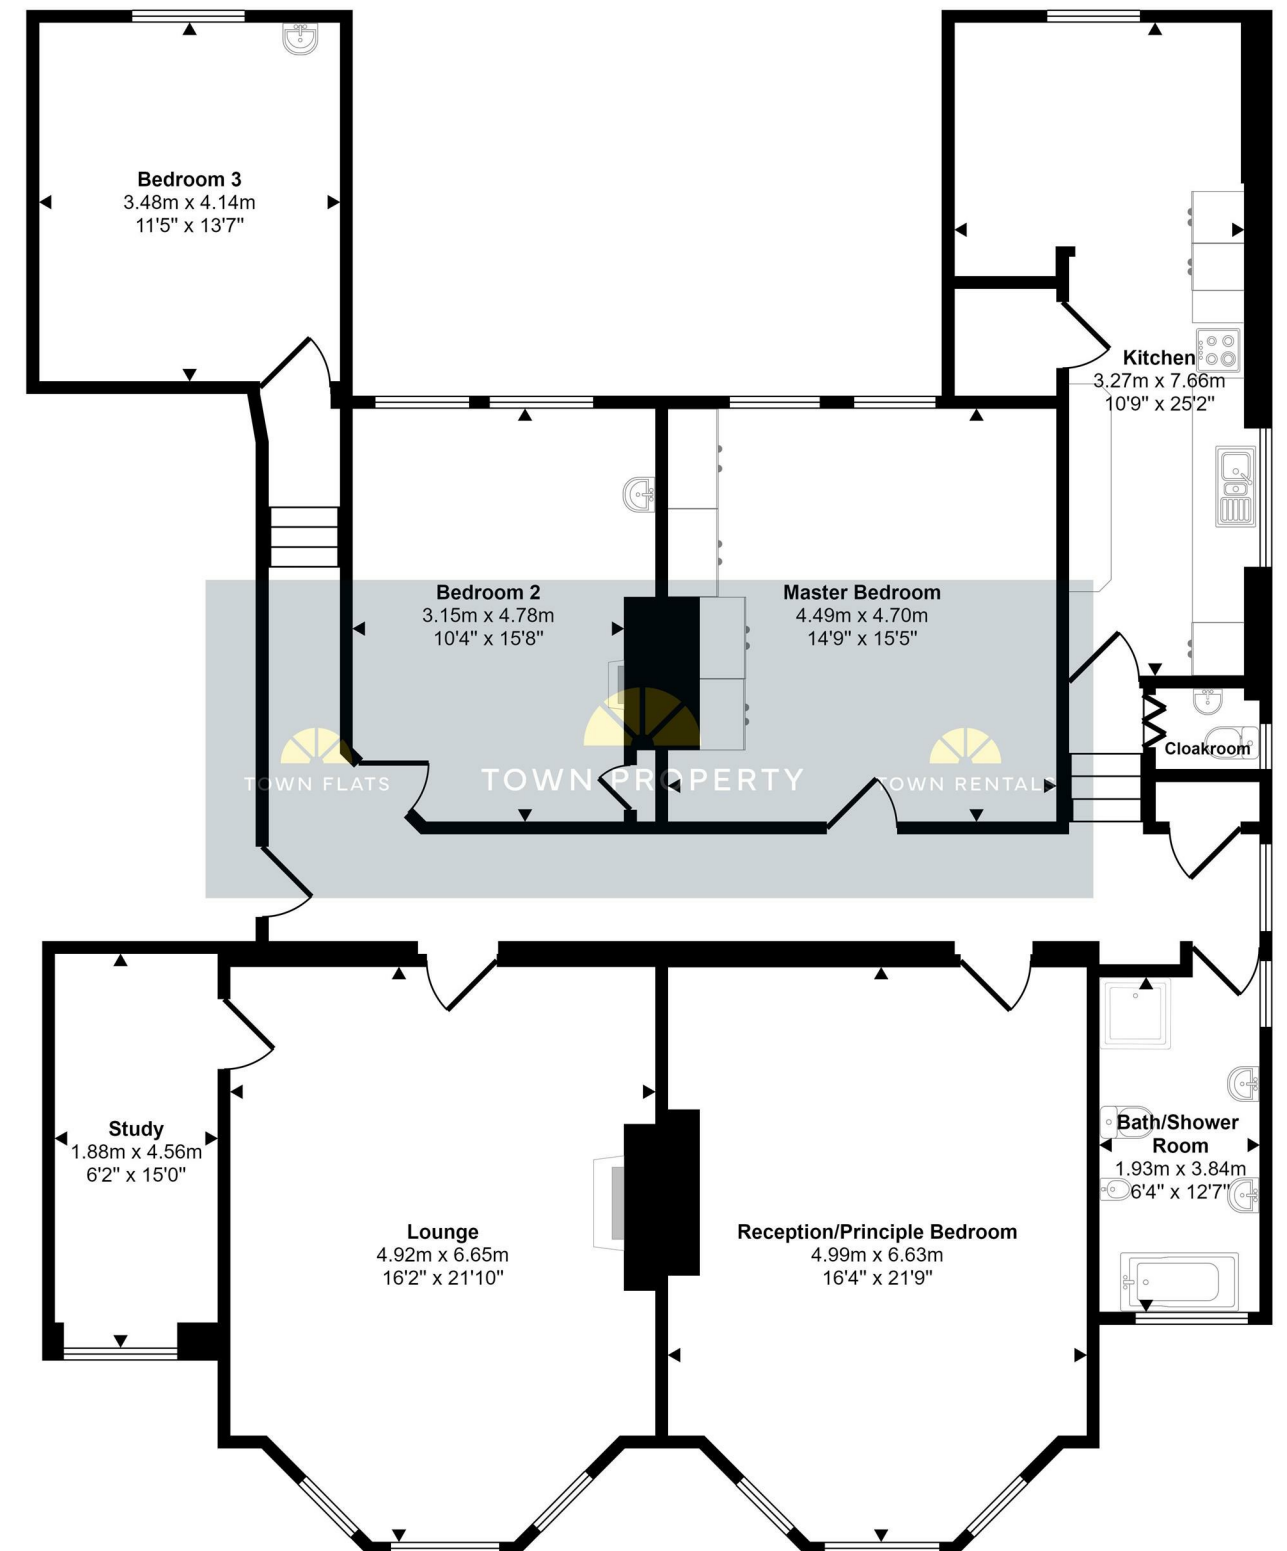 Bedroom 3
3.48m x 4.14m
11'5" x 13'7"
Kitchen
3.27m x 7.66m
10'9" x 25'2"
Bedroom 2
3.15m x 4.78m
10'4" x 15'8"
Master Bedroom
4.49m x 4.70m
14'9" x 15'5"
Cloakroom
TOWN FLATS
TOWN PROPERTY
TOWN RENTALS
Study
1.88m x 4.56m
6'2" x 15'0"
Bath/Shower
Room
1.93m x 3.84m
6'4" x 12'7"
Lounge
4.92m x 6.65m
16'2" x 21'10"
Reception/Principle Bedroom
4.99m x 6.63m
16'4" x 21'9"